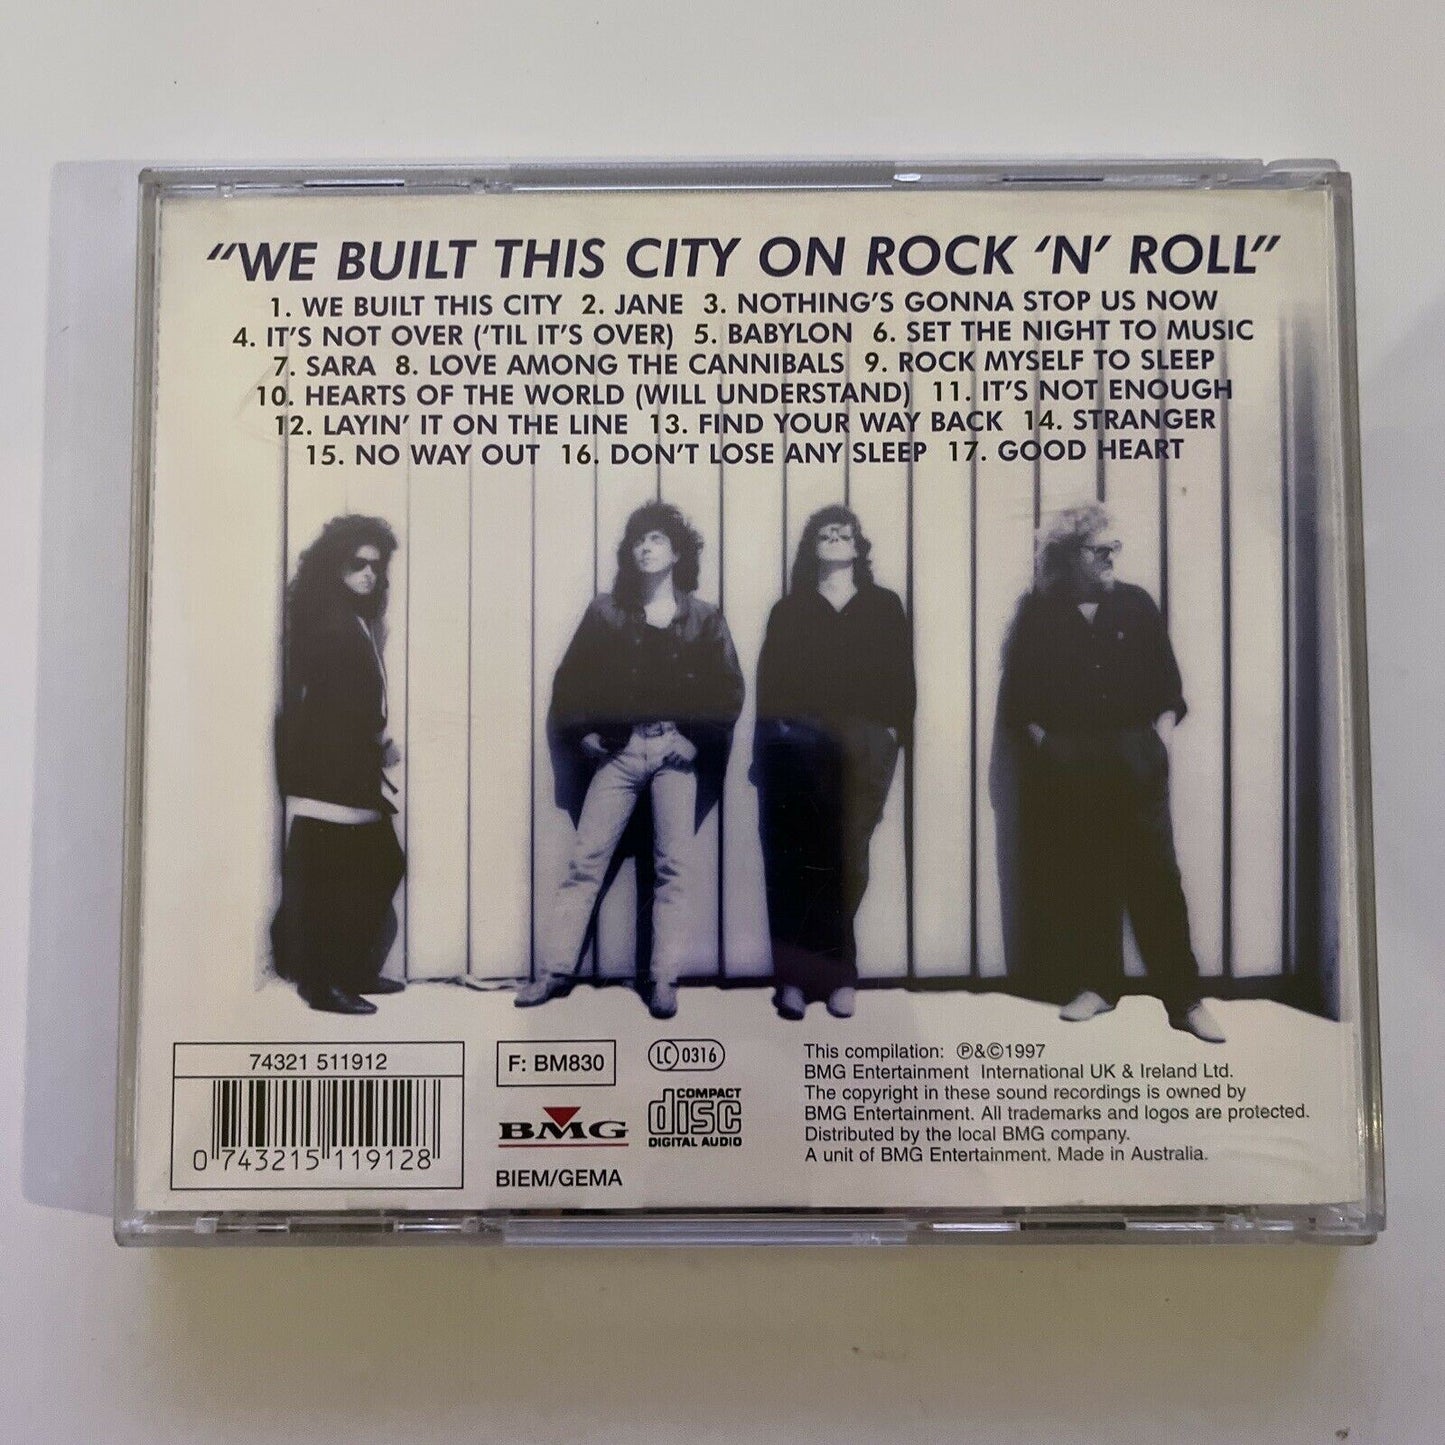 “WE BUILT THIS CITY ON ROCK ‘N’ ROLL”
1. WE BUILT THIS CITY 2. JANE 3. NOTHING’S GONNA STOP US NOW
4. IT’S NOT OVER (‘TIL IT’S OVER) 5. BABYLON 6. SET THE NIGHT TO MUSIC
7. SARA 8. LOVE AMONG THE CANNIBALS 9. ROCK MYSELF TO SLEEP
10. HEARTS OF THE WORLD (WILL UNDERSTAND) 11. IT’S NOT ENOUGH
12. LAYIN’ IT ON THE LINE 13. FIND YOUR WAY BACK 14. STRANGER
15. NO WAY OUT 16. DON’T LOSE ANY SLEEP 17. GOOD HEART
74321 511912
0 743215 119128
F: BM830
LC 0316
BMG
BIEM/GEMA
COMPACT
disc
DIGITAL AUDIO
This compilation: ℗&©1997
BMG Entertainment International UK & Ireland Ltd.
The copyright in these sound recordings is owned by
BMG Entertainment. All trademarks and logos are protected.
Distributed by the local BMG company.
A unit of BMG Entertainment. Made in Australia.